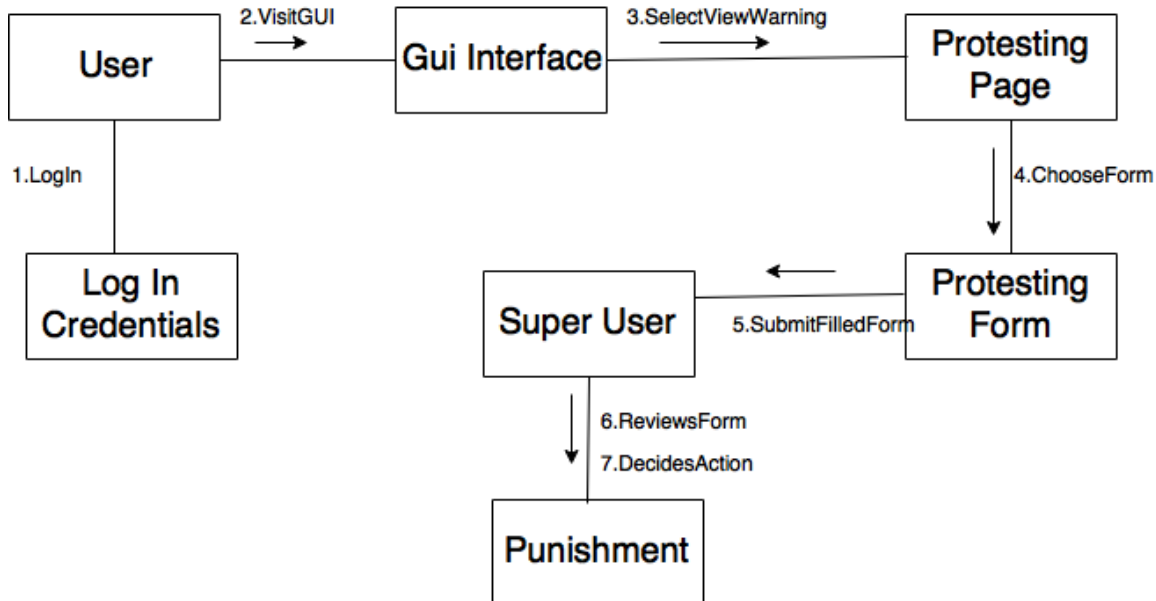 2.VisitGUI
3.SelectViewWarning
User
Gui Interface
Protesting
Page
1.LogIn
4.ChooseForm
Log In
Credentials
Super User
Protesting
Form
5.SubmitFilledForm
6.ReviewsForm
7.DecidesAction
Punishment